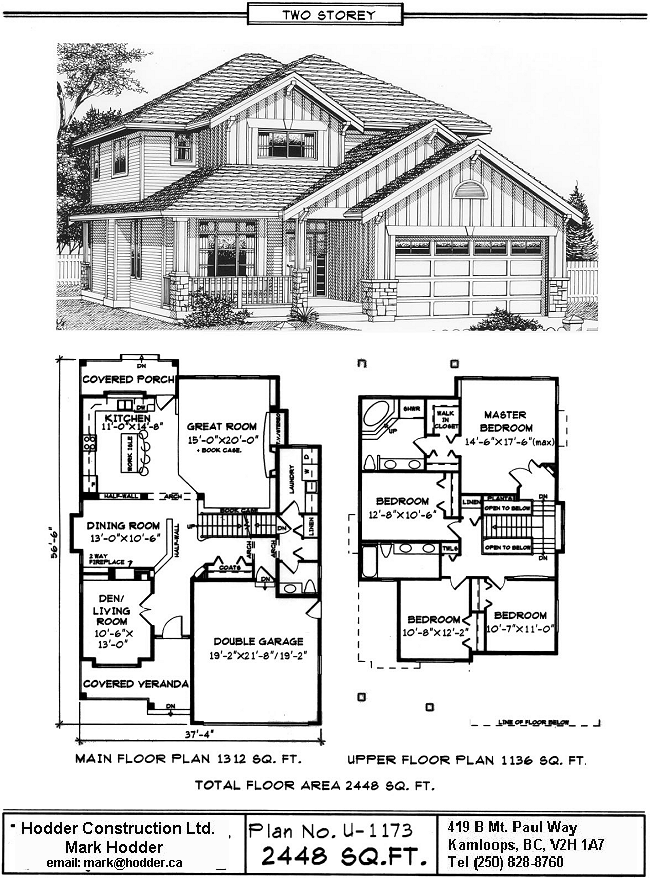 TWO STOREY
DN
COVERED PORCH
KITCHEN
11'-0"X14'-8"
DW
WORK ISLE
GREAT ROOM
15'-0"X20'-0"
+ BOOK CASE.
LAUNDRY
W
D
LINEN
HALF-WALL
ARCH
BOOK CASE
DINING ROOM
13'-0"X10'-6"
UP
DN
HALF-WALL
2 WAY
FIREPLACE
ARCH
ARCH
COATS
DN
DEN/
LIVING
ROOM
10'-6"X
13'-0"
DOUBLE GARAGE
19'-2"X21'-8"/19'-2"
COVERED VERANDA
DN
56'-6"
37'-4"
MAIN FLOOR PLAN 1312 SQ. FT.
SHWR
UP
WALK
IN
CLOSET
MASTER
BEDROOM
14'-6"X17'-6"(max)
BEDROOM
12'-8"X10'-6"
LINEN
PLANTER
DN
OPEN TO BELOW
OPEN TO BELOW
DN
TWLS
BEDROOM
10'-8"X12'-2"
BEDROOM
10'-7"X11'-0"
LINE OF FLOOR BELOW
UPPER FLOOR PLAN 1136 SQ. FT.
TOTAL FLOOR AREA 2448 SQ. FT.
Hodder Construction Ltd.
Mark Hodder
email: mark@hodder.ca
Plan No. U-1173
2448 SQ.FT.
419 B Mt. Paul Way
Kamloops, BC, V2H 1A7
Tel (250) 828-8760